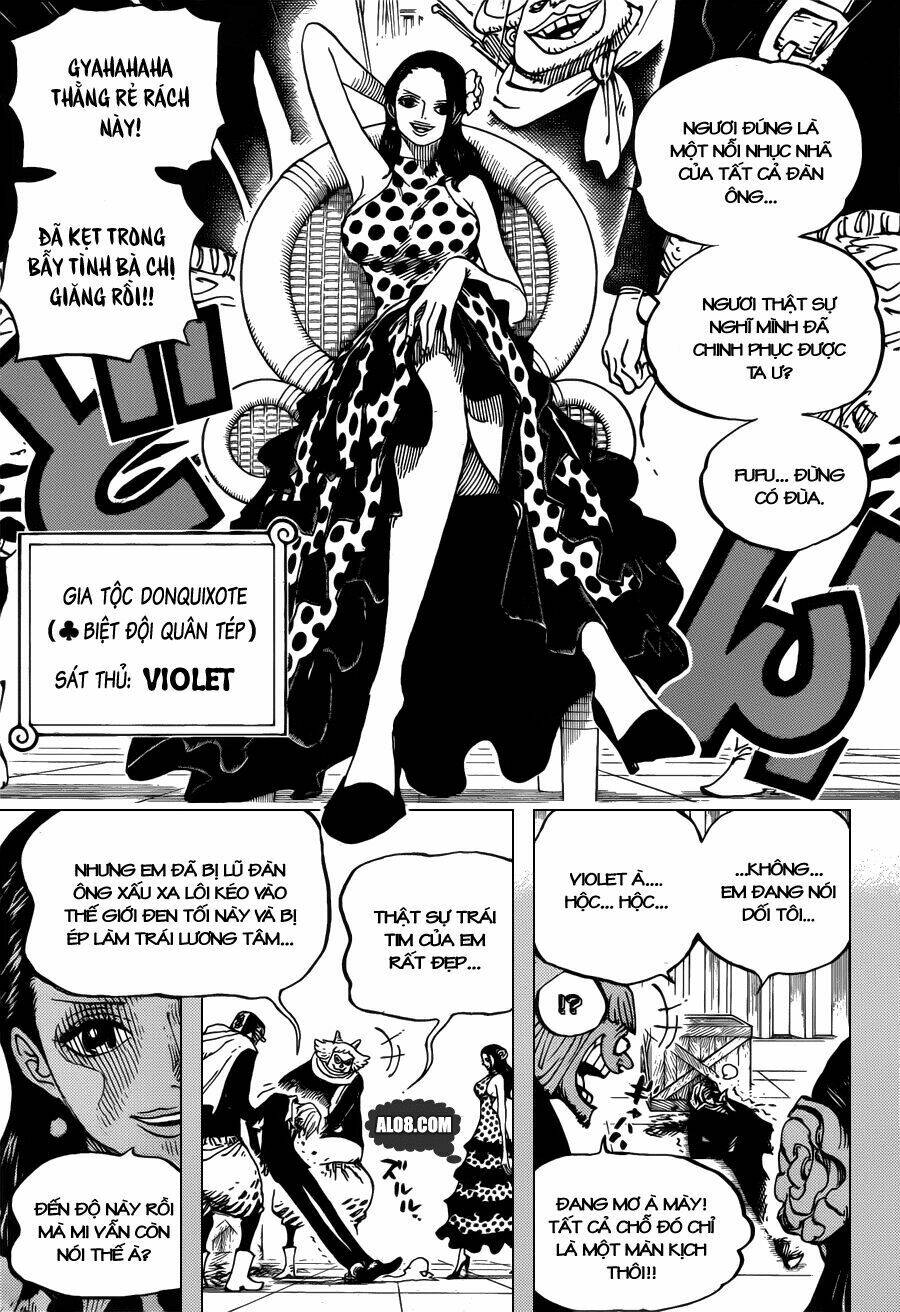 GYAHAHAHA
THẰNG RẺ RÁCH
NÀY!
ĐÃ KẸT TRONG
BẪY TÌNH BÀ CHỊ
GIĂNG RỒI!!
NGƯƠI ĐÚNG LÀ
MỘT NỖI NHỤC NHÃ
CỦA TẤT CẢ ĐÀN
ÔNG...
NGƯƠI THẬT SỰ
NGHĨ MÌNH ĐÃ
CHINH PHỤC ĐƯỢC
TA Ư?
FUFU... ĐỪNG
CÓ ĐÙA.
GIA TỘC DONQUIXOTE
(♣BIỆT ĐỘI QUÂN TÉP)
SÁT THỦ: VIOLET
NHƯNG EM ĐÃ BỊ LŨ ĐÀN
ÔNG XẤU XA LÔI KÉO VÀO
THẾ GIỚI ĐEN TỐI NÀY VÀ BỊ
ÉP LÀM TRÁI LƯƠNG TÂM...
THẬT SỰ TRÁI
TIM CỦA EM
RẤT ĐẸP...
VIOLET À....
HỘC... HỘC...
...KHÔNG...
EM ĐANG NÓI
DỐI TÔI...
!?
ALO8.COM
ズルッ
ĐẾN ĐỘ NÀY RỒI
MÀ MI VẪN CÒN
NÓI THẾ À?
ĐANG MƠ À MÀY!
TẤT CẢ CHỖ ĐÓ CHỈ
LÀ MỘT MÀN KỊCH
THÔI!!